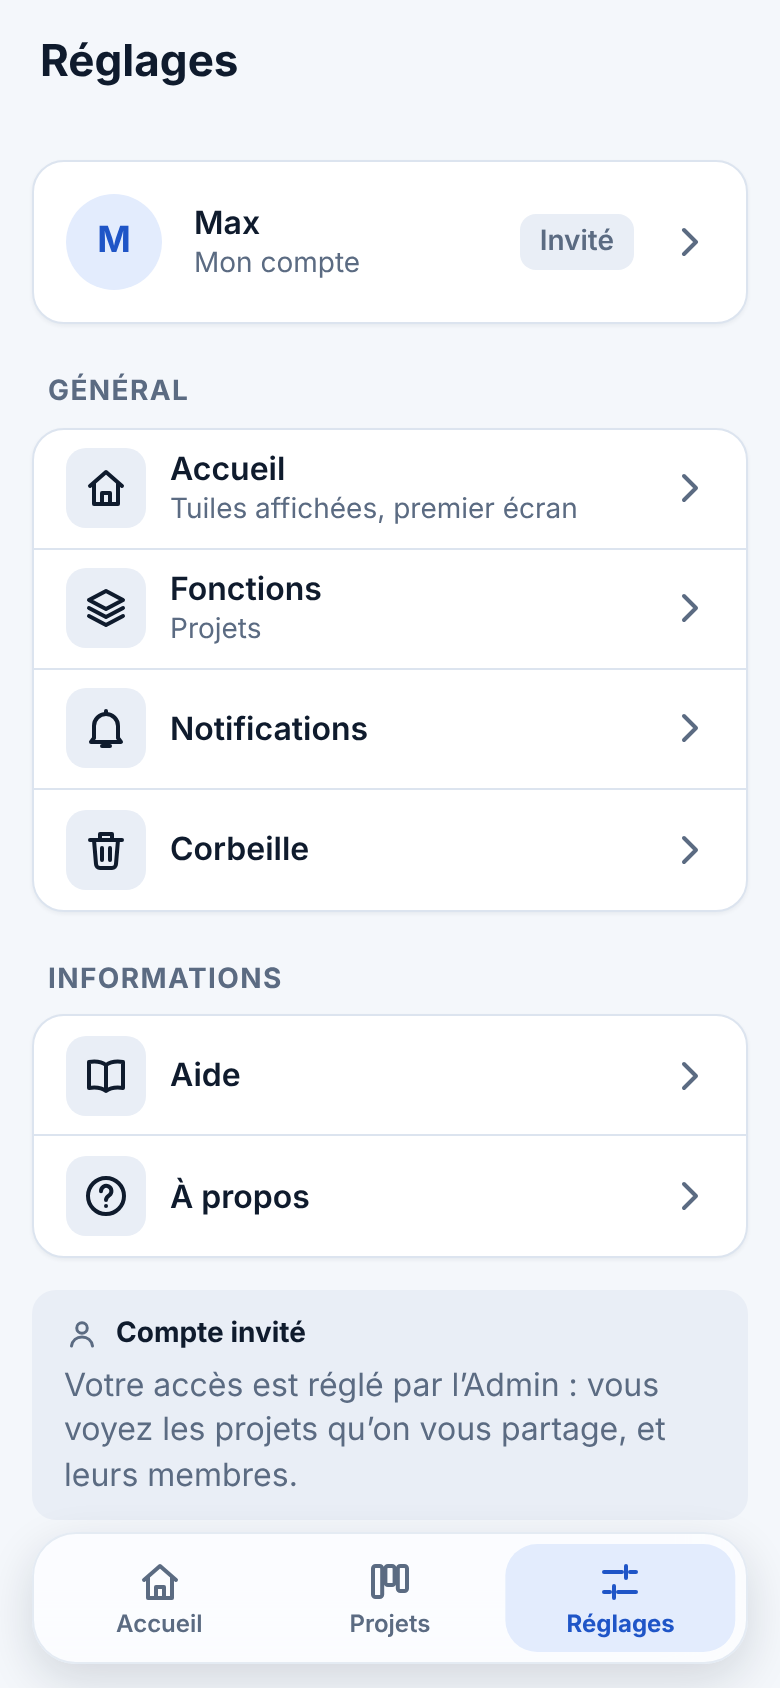 Réglages
M
Max
Mon compte
Invité
GÉNÉRAL
Accueil
Tuiles affichées, premier écran
Fonctions
Projets
Notifications
Corbeille
INFORMATIONS
Aide
À propos
Compte invité
Votre accès est réglé par l’Admin : vous
voyez les projets qu’on vous partage, et
leurs membres.
Accueil
Projets
Réglages